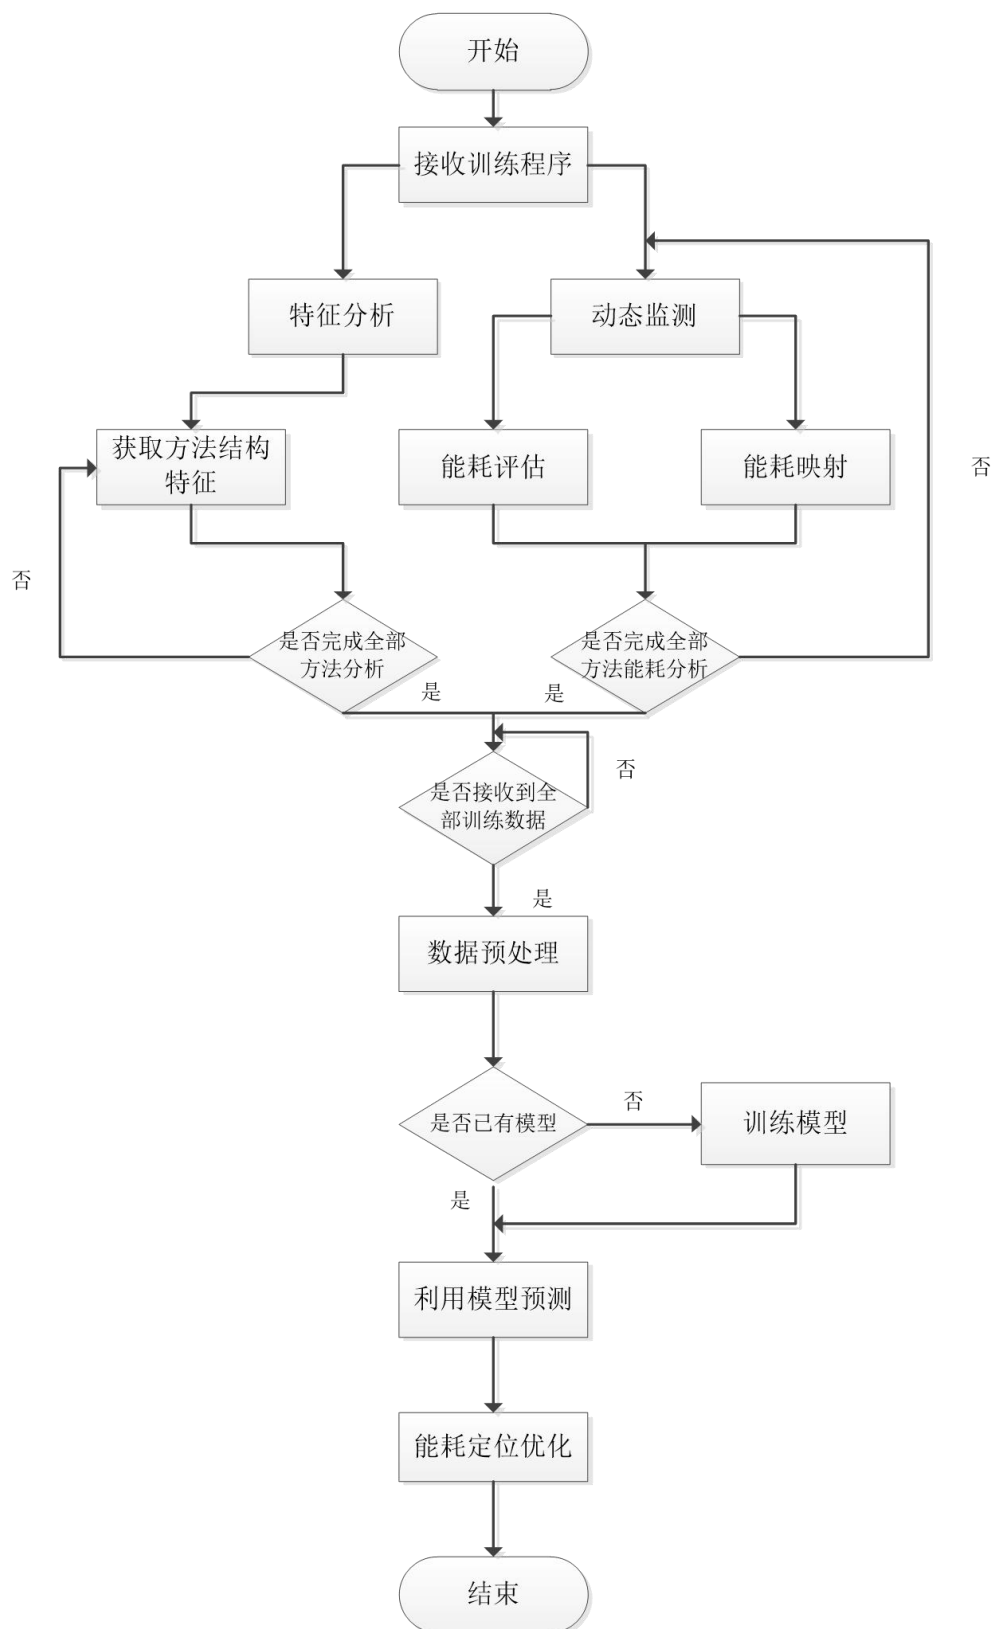 开始
接收训练程序
特征分析
动态监测
获取方法结构
特征
能耗评估
能耗映射
否
否
是否完成全部
方法分析
是否完成全部
方法能耗分析
是
是
否
是否接收到全
部训练数据
是
数据预处理
是否已有模型
否
训练模型
是
利用模型预测
能耗定位优化
结束